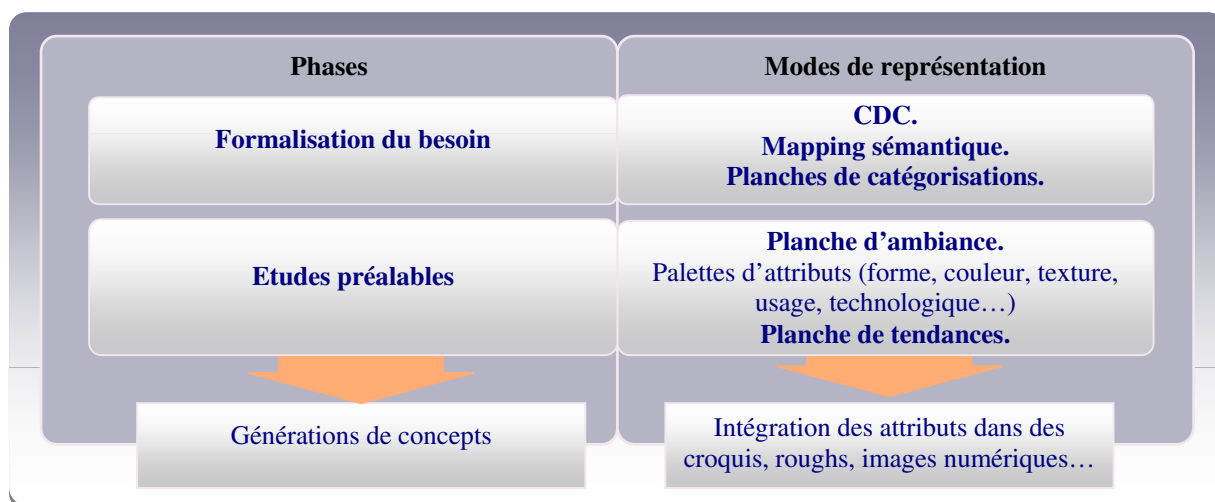 Phases
Modes de représentation
Formalisation du besoin
CDC.
Mapping sémantique.
Planches de catégorisations.
Etudes préalables
Planche d’ambiance.
Palettes d’attributs (forme, couleur, texture,
usage, technologique…)
Planche de tendances.
Générations de concepts
Intégration des attributs dans des
croquis, roughs, images numériques…